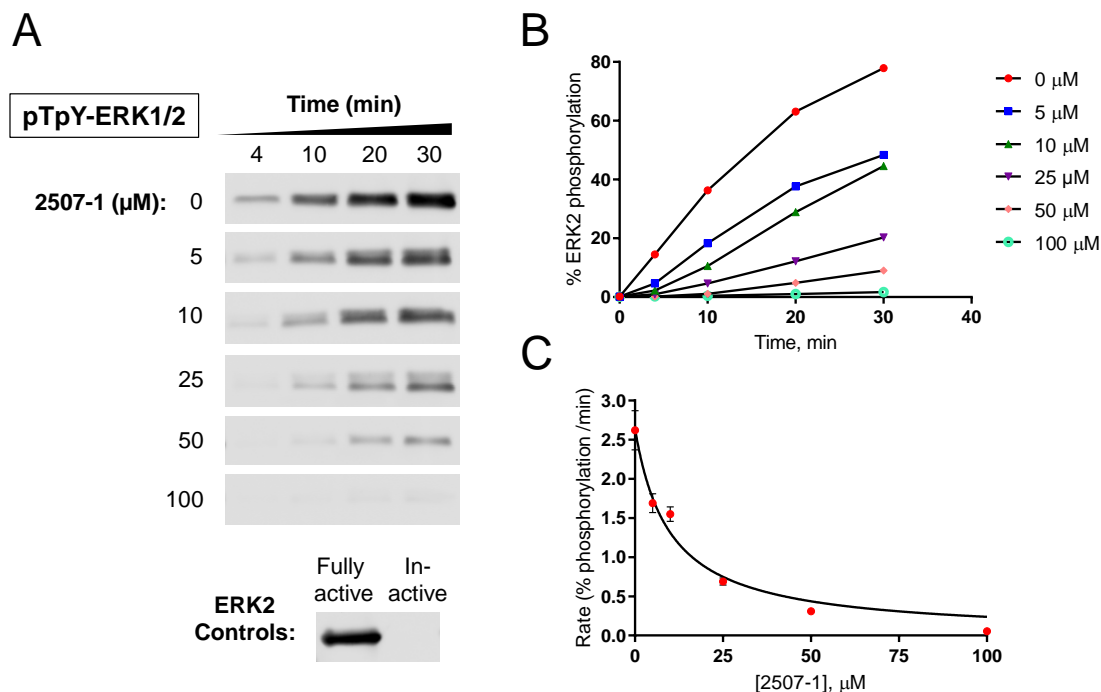 A
pTpY-ERK1/2
Time (min)
4 10 20 30
2507-1 (µM): 0
5
10
25
50
100
Fully active
In-active
ERK2 Controls:
B
% ERK2 phosphorylation
80
60
40
20
0
0 10 20 30 40
Time, min
0 µM
5 µM
10 µM
25 µM
50 µM
100 µM
C
Rate (% phosphorylation /min)
3.0
2.5
2.0
1.5
1.0
0.5
0.0
0 25 50 75 100
[2507-1], µM